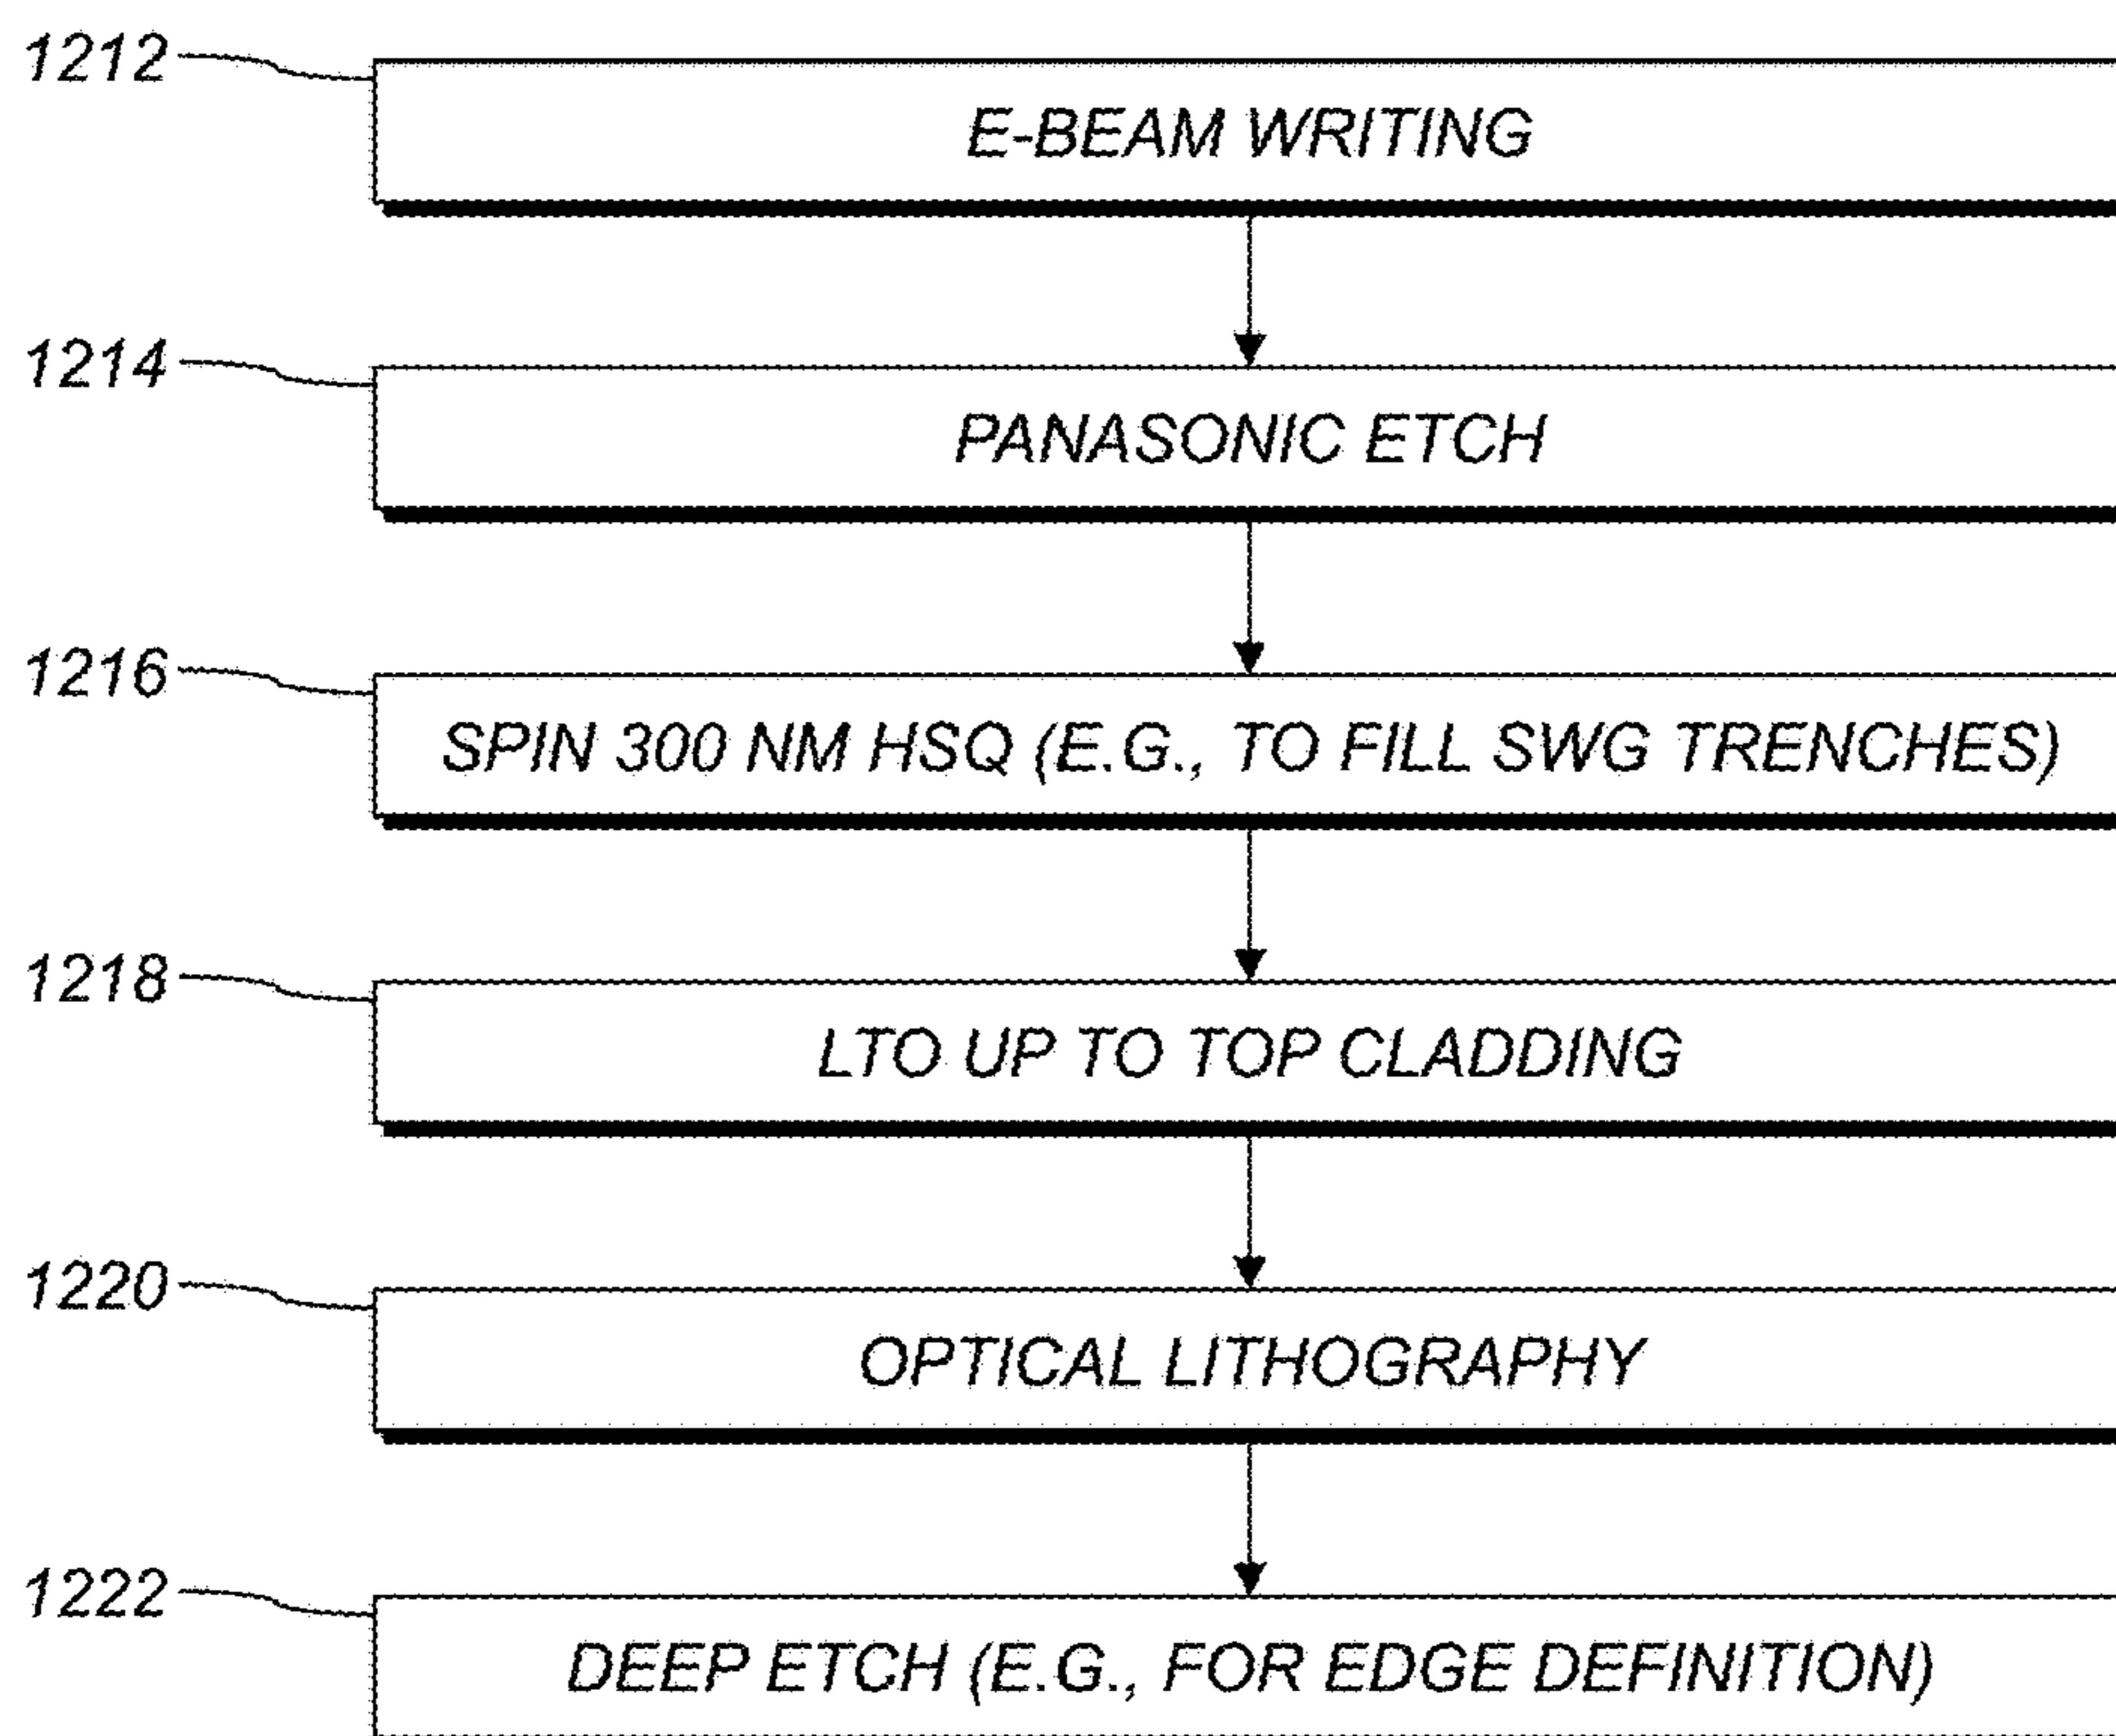 1212
E-BEAM WRITING
1214
PANASONIC ETCH
1216
SPIN 300 NM HSQ (E.G., TO FILL SWG TRENCHES)
1218
LTO UP TO TOP CLADDING
1220
OPTICAL LITHOGRAPHY
1222
DEEP ETCH (E.G., FOR EDGE DEFINITION)